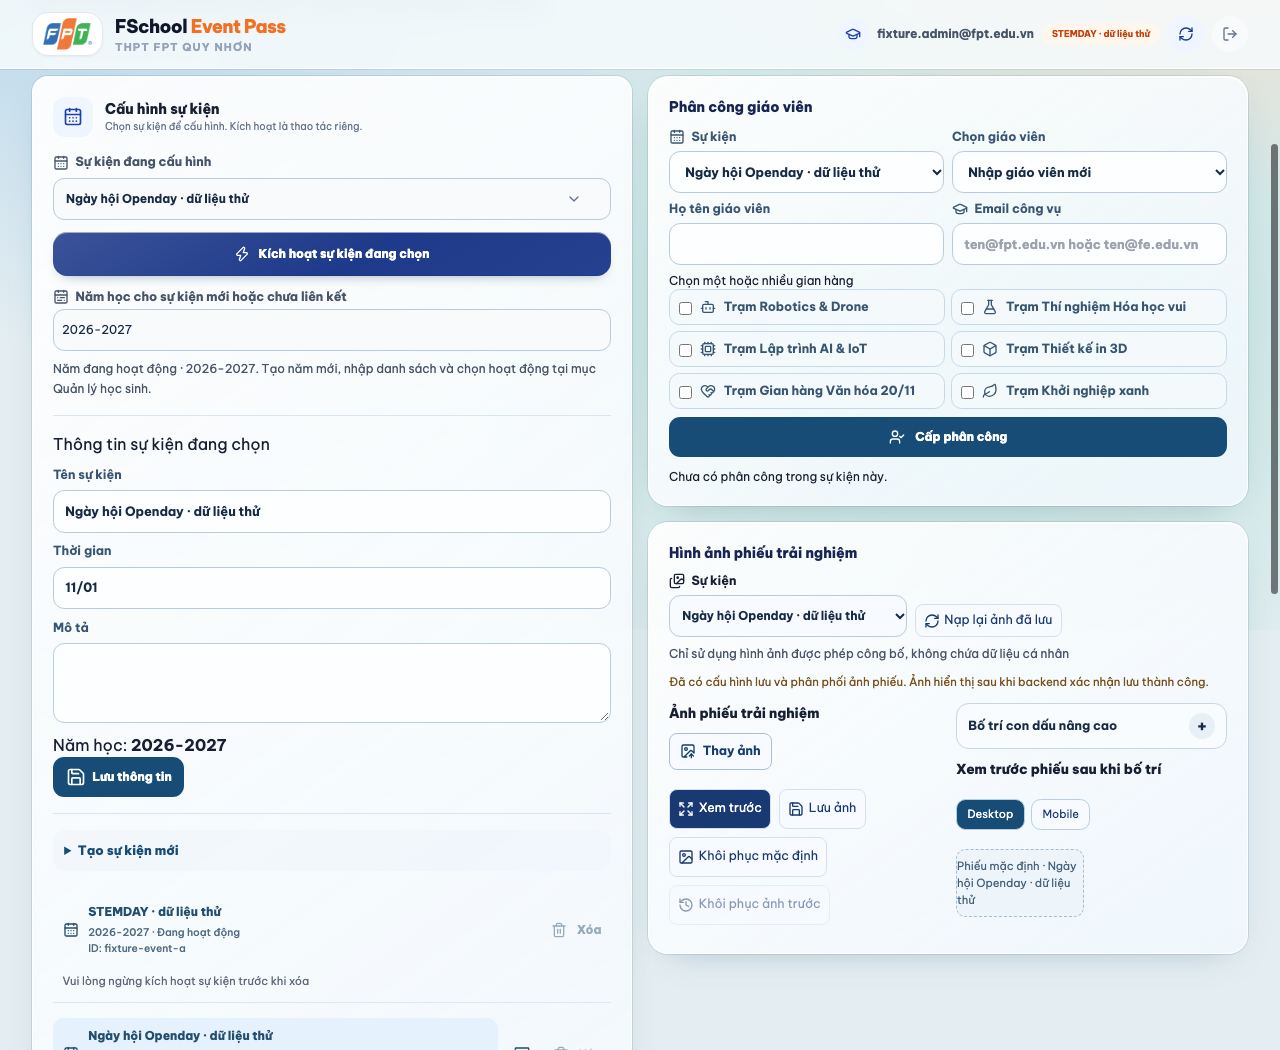 FPT
FSchool Event Pass
THPT FPT QUY NHƠN
fixture.admin@fpt.edu.vn
STEMDAY · dữ liệu thử
Cấu hình sự kiện
Chọn sự kiện để cấu hình. Kích hoạt là thao tác riêng.
Sự kiện đang cấu hình
Ngày hội Openday · dữ liệu thử
Kích hoạt sự kiện đang chọn
Năm học cho sự kiện mới hoặc chưa liên kết
2026-2027
Năm đang hoạt động · 2026-2027. Tạo năm mới, nhập danh sách và chọn hoạt động tại mục
Quản lý học sinh.
Thông tin sự kiện đang chọn
Tên sự kiện
Ngày hội Openday · dữ liệu thử
Thời gian
11/01
Mô tả
Năm học: 2026-2027
Lưu thông tin
Tạo sự kiện mới
STEMDAY · dữ liệu thử
2026-2027 · Đang hoạt động
ID: fixture-event-a
Xóa
Vui lòng ngừng kích hoạt sự kiện trước khi xóa
Ngày hội Openday · dữ liệu thử
Phân công giáo viên
Sự kiện
Chọn giáo viên
Ngày hội Openday · dữ liệu thử
Nhập giáo viên mới
Họ tên giáo viên
Email công vụ
ten@fpt.edu.vn hoặc ten@fe.edu.vn
Chọn một hoặc nhiều gian hàng
Trạm Robotics & Drone
Trạm Thí nghiệm Hóa học vui
Trạm Lập trình AI & IoT
Trạm Thiết kế in 3D
Trạm Gian hàng Văn hóa 20/11
Trạm Khởi nghiệp xanh
Cấp phân công
Chưa có phân công trong sự kiện này.
Hình ảnh phiếu trải nghiệm
Sự kiện
Ngày hội Openday · dữ liệu thử
Nạp lại ảnh đã lưu
Chỉ sử dụng hình ảnh được phép công bố, không chứa dữ liệu cá nhân
Đã có cấu hình lưu và phân phối ảnh phiếu. Ảnh hiển thị sau khi backend xác nhận lưu thành công.
Ảnh phiếu trải nghiệm
Thay ảnh
Xem trước
Lưu ảnh
Khôi phục mặc định
Khôi phục ảnh trước
Bố trí con dấu nâng cao
+
Xem trước phiếu sau khi bố trí
Desktop
Mobile
Phiếu mặc định · Ngày
hội Openday · dữ liệu
thử